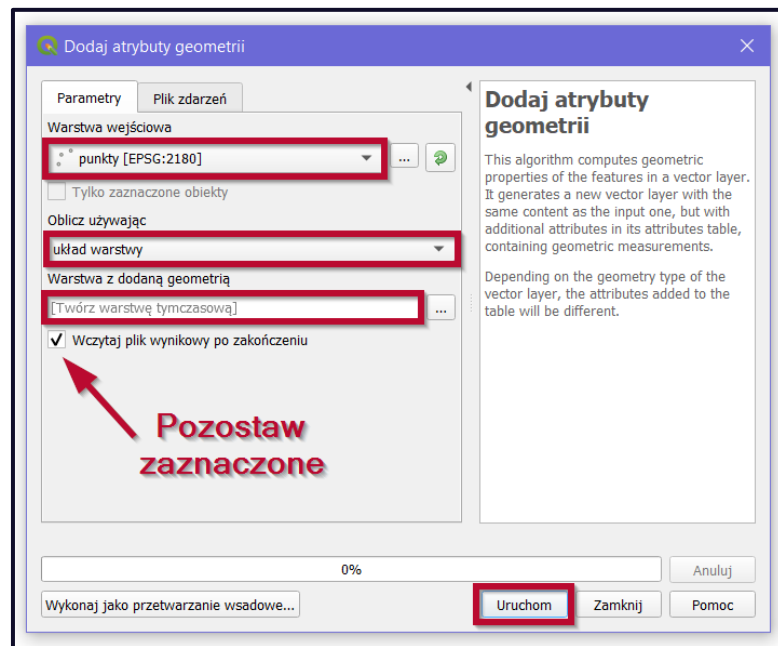 Dodaj atrybuty geometrii
Parametry
Plik zdarzeń
Warstwa wejściowa
punkty [EPSG:2180]
...
Tylko zaznaczone obiekty
Oblicz używając
układ warstwy
Warstwa z dodaną geometrią
[Twórz warstwę tymczasową]
...
Wczytaj plik wynikowy po zakończeniu
Pozostaw
zaznaczone
Dodaj atrybuty
geometrii
This algorithm computes geometric
properties of the features in a vector layer.
It generates a new vector layer with the
same content as the input one, but with
additional attributes in its attributes table,
containing geometric measurements.
Depending on the geometry type of the
vector layer, the attributes added to the
table will be different.
0%
Anuluj
Wykonaj jako przetwarzanie wsadowe...
Uruchom
Zamknij
Pomoc